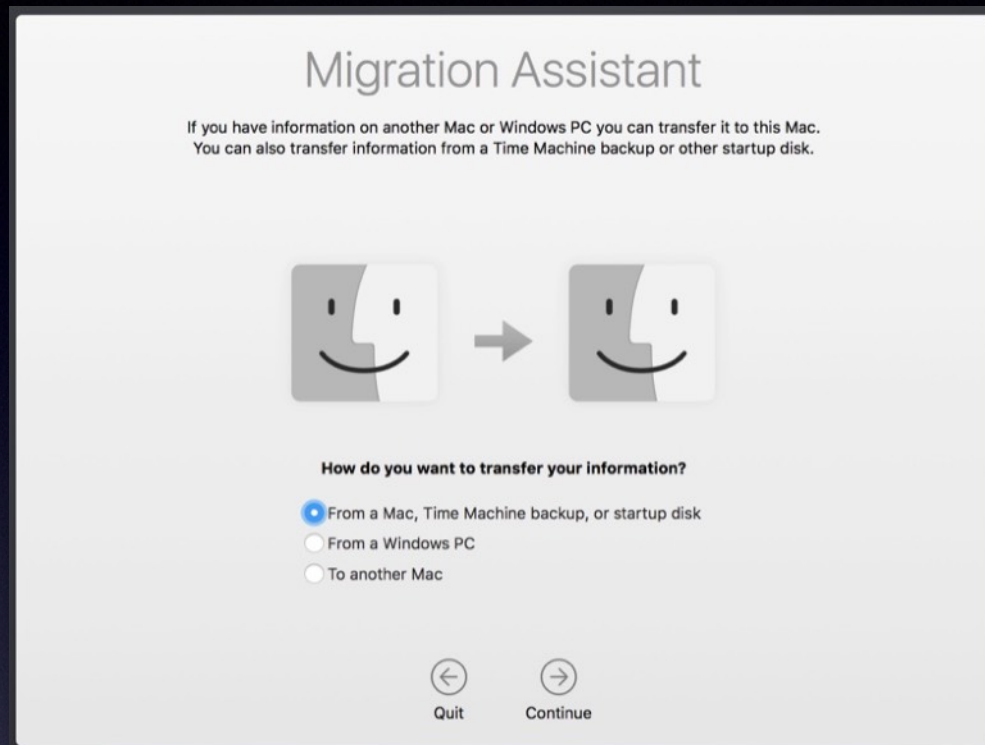 Migration Assistant
If you have information on another Mac or Windows PC you can transfer it to this Mac.
You can also transfer information from a Time Machine backup or other startup disk.
How do you want to transfer your information?
From a Mac, Time Machine backup, or startup disk
From a Windows PC
To another Mac
Quit
Continue